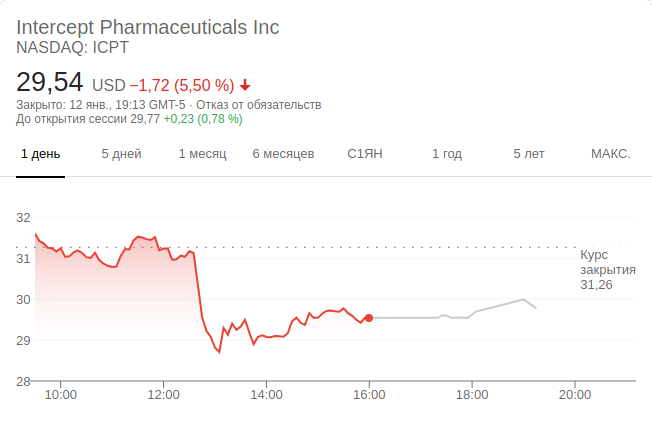 Intercept Pharmaceuticals Inc
NASDAQ: ICPT
29,54 USD −1,72 (5,50 %)
Закрыто: 12 янв., 19:13 GMT-5 · Отказ от обязательств
До открытия сессии 29,77 +0,23 (0,78 %)
1 день 5 дней 1 месяц 6 месяцев С1ЯН 1 год 5 лет МАКС.
32
31
30
29
28
Курс
закрытия
31,26
10:00 12:00 14:00 16:00 18:00 20:00